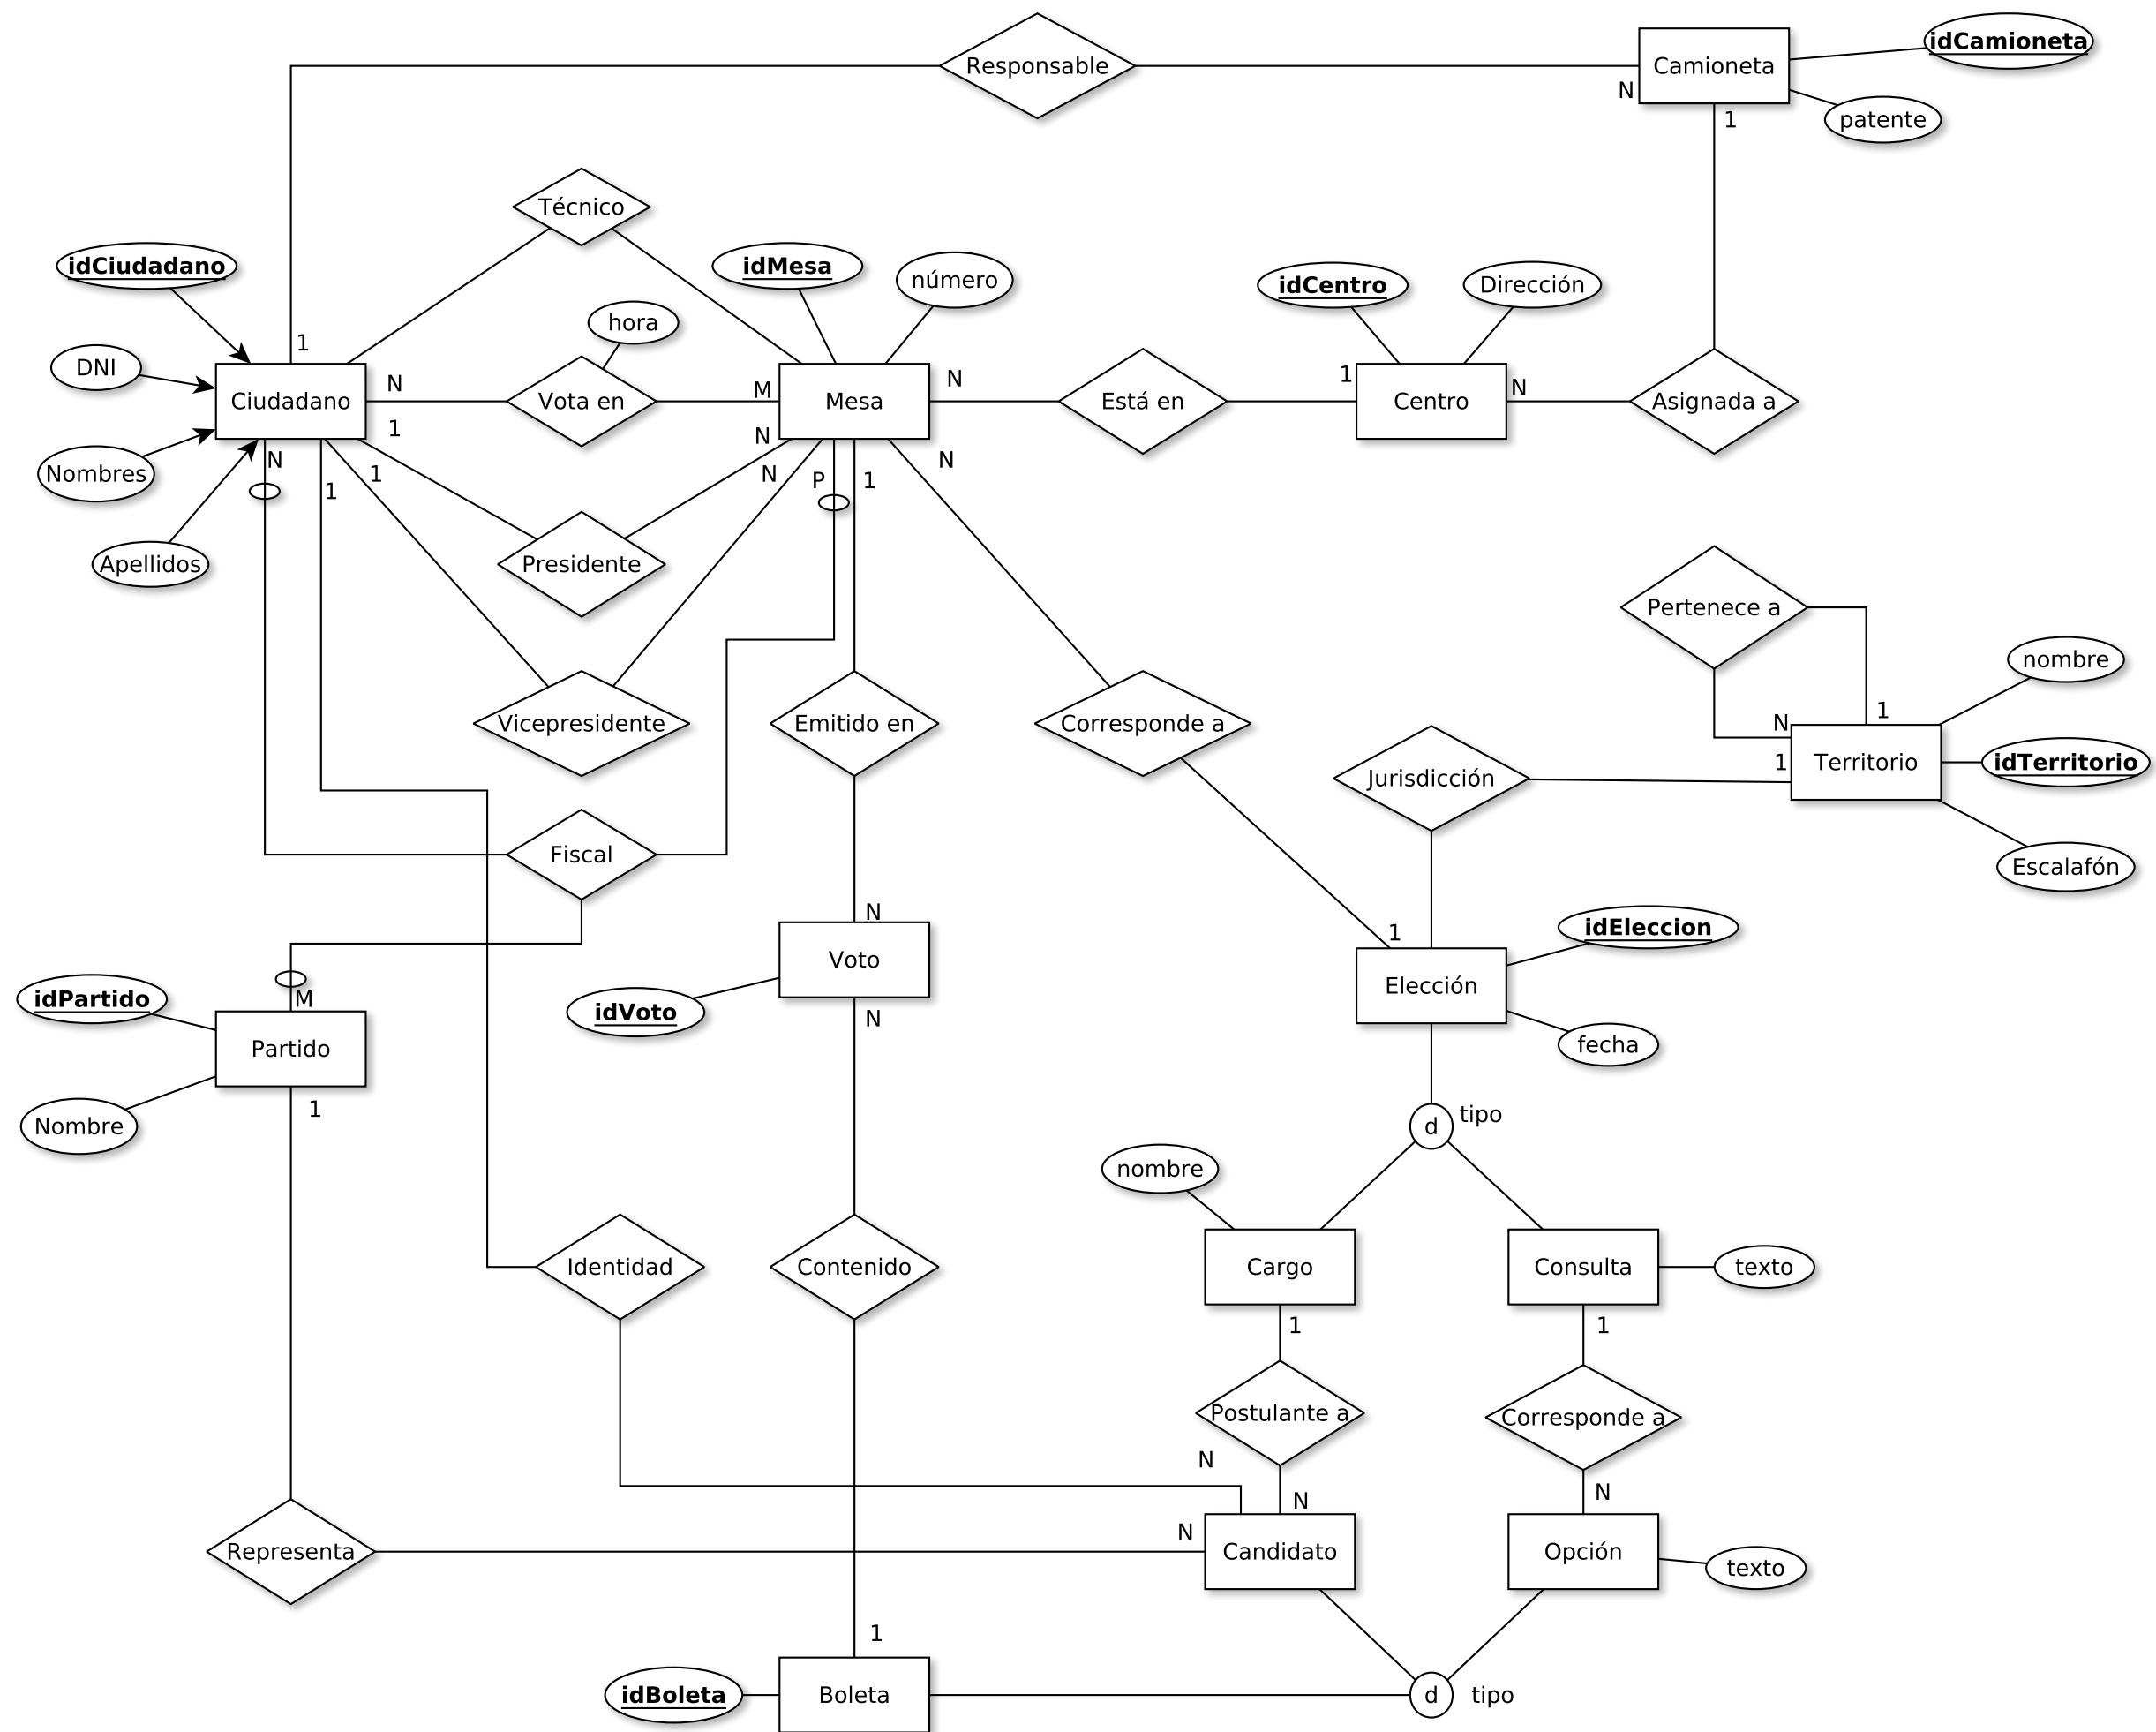 Responsable
Camioneta
idCamioneta
patente
N
1
Técnico
idCiudadano
idMesa
número
idCentro
Dirección
hora
1
DNI
Ciudadano
N
Vota en
M
Mesa
N
Está en
1
Centro
N
Asignada a
1
N
N
N
1
N
1
P
1
N
Nombres
Apellidos
Presidente
Pertenece a
nombre
Vicepresidente
Emitido en
Corresponde a
1
N
1
Territorio
idTerritorio
Jurisdicción
Fiscal
Escalafón
N
1
idEleccion
Voto
Elección
idPartido
M
idVoto
N
fecha
Partido
Nombre
1
d
tipo
nombre
Identidad
Contenido
Cargo
Consulta
texto
1
1
Postulante a
Corresponde a
N
N
N
N
Representa
Candidato
Opción
texto
1
idBoleta
Boleta
d
tipo